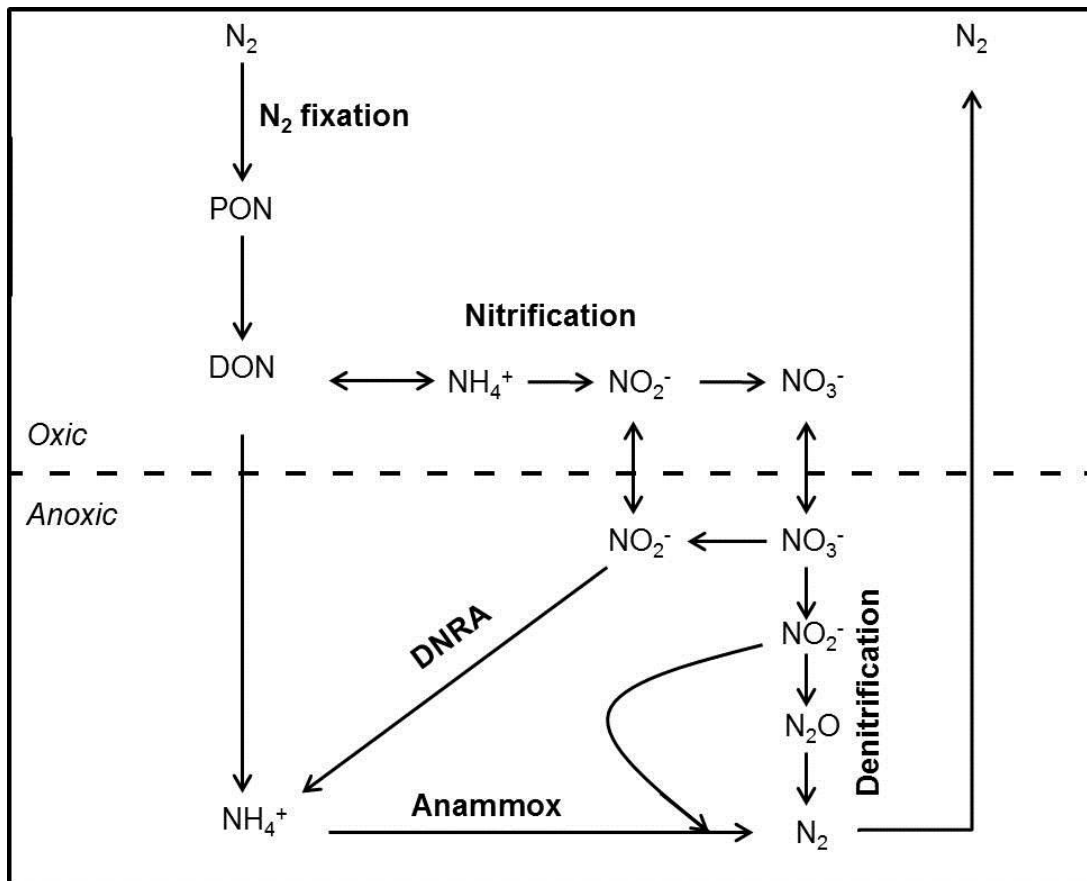 N₂ N₂
N₂ fixation
PON
Nitrification
DON NH₄⁺ NO₂⁻ NO₃⁻
Oxic
Anoxic
NO₂⁻ NO₃⁻
DNRA
NO₂⁻
Denitrification
N₂O
Anammox
NH₄⁺ N₂